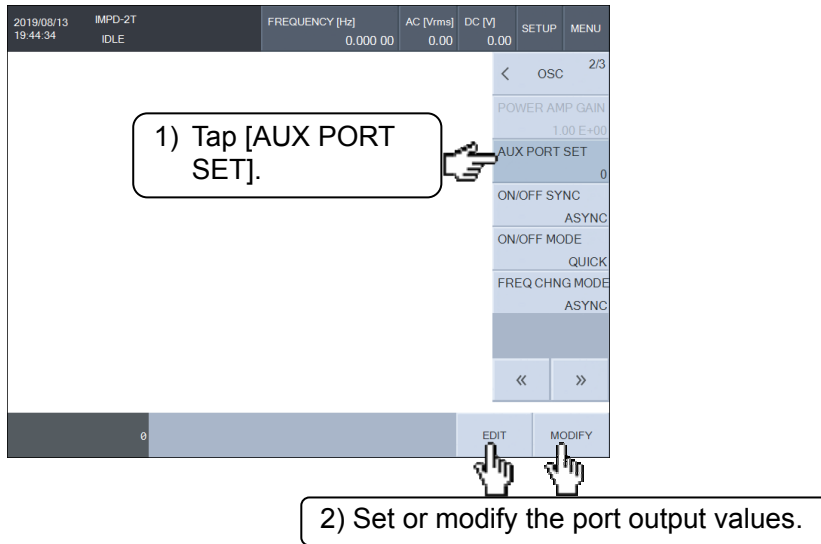 2019/08/13 IMPD-2T FREQUENCY [Hz] AC [Vrms] DC [V] SETUP MENU
19:44:34 IDLE 0.000 00 0.00 0.00
< OSC 2/3
POWER AMP GAIN
1.00 E+00
1) Tap [AUX PORT
SET].
AUX PORT SET
0
ON/OFF SYNC
ASYNC
ON/OFF MODE
QUICK
FREQ CHNG MODE
ASYNC
« »
0 EDIT MODIFY
2) Set or modify the port output values.